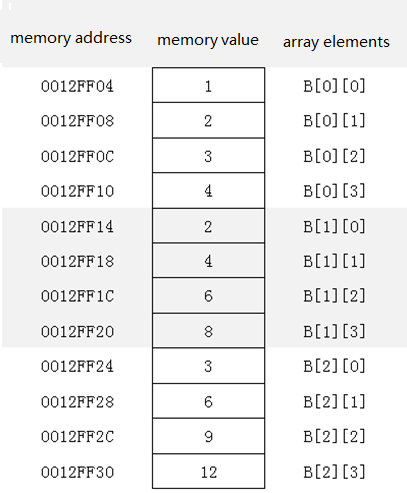 memory address memory value array elements
0012FF04 1 B[0][0]
0012FF08 2 B[0][1]
0012FF0C 3 B[0][2]
0012FF10 4 B[0][3]
0012FF14 2 B[1][0]
0012FF18 4 B[1][1]
0012FF1C 6 B[1][2]
0012FF20 8 B[1][3]
0012FF24 3 B[2][0]
0012FF28 6 B[2][1]
0012FF2C 9 B[2][2]
0012FF30 12 B[2][3]